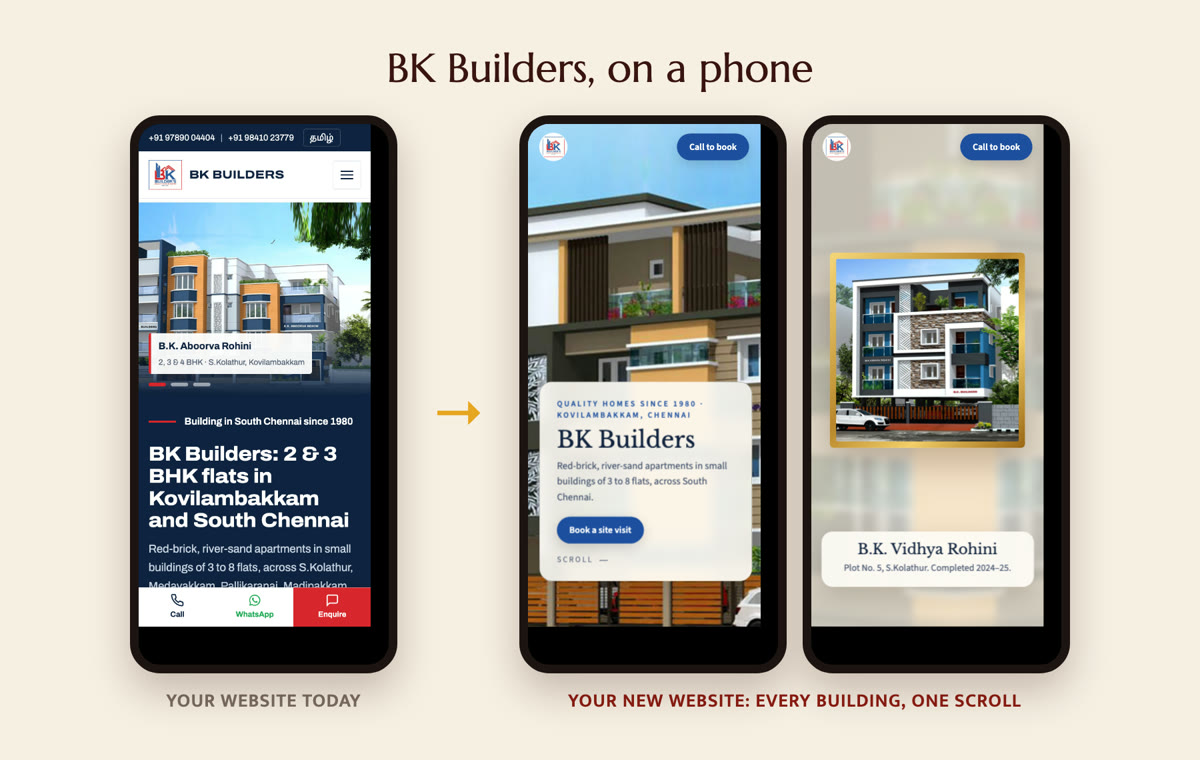 BK Builders, on a phone
+91 97890 04404 | +91 98410 23779 தமிழ்
BK BUILDERS
B.K. Aboorva Rohini
2, 3 & 4 BHK · S.Kolathur, Kovilambakkam
Building in South Chennai since 1980
BK Builders: 2 & 3
BHK flats in
Kovilambakkam
and South Chennai
Red-brick, river-sand apartments in small
buildings of 3 to 8 flats, across S.Kolathur,
Medavakkam, Pallikaranai, Madipakkam
Call
WhatsApp
Enquire
YOUR WEBSITE TODAY
BK
Call to book
QUALITY HOMES SINCE 1980 ·
KOVILAMBAKKAM, CHENNAI
BK Builders
Red-brick, river-sand apartments in small
buildings of 3 to 8 flats, across South
Chennai.
Book a site visit
SCROLL —
BK
Call to book
B.K. Vidhya Rohini
Plot No. 5, S.Kolathur. Completed 2024–25.
YOUR NEW WEBSITE: EVERY BUILDING, ONE SCROLL